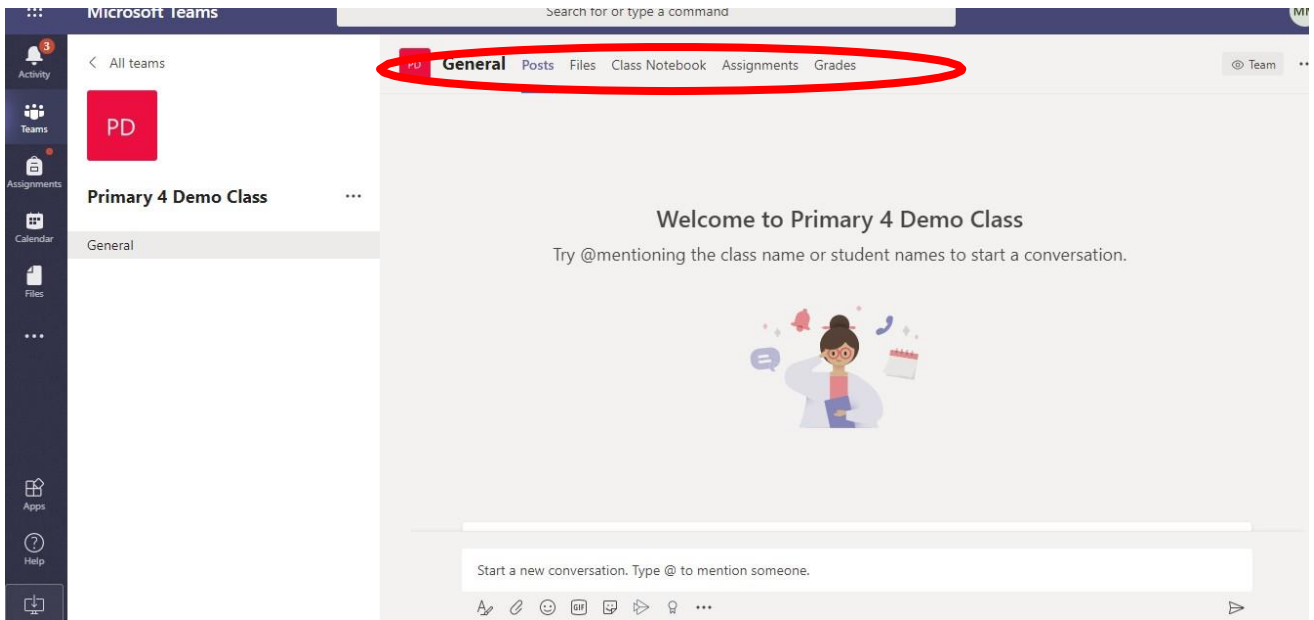 Microsoft Teams
Search for or type a command
3
Activity
Teams
Assignments
Calendar
Files
Apps
Help
All teams
PD
Primary 4 Demo Class
General
PD General Posts Files Class Notebook Assignments Grades
Team
Welcome to Primary 4 Demo Class
Try @mentioning the class name or student names to start a conversation.
Start a new conversation. Type @ to mention someone.
GIF